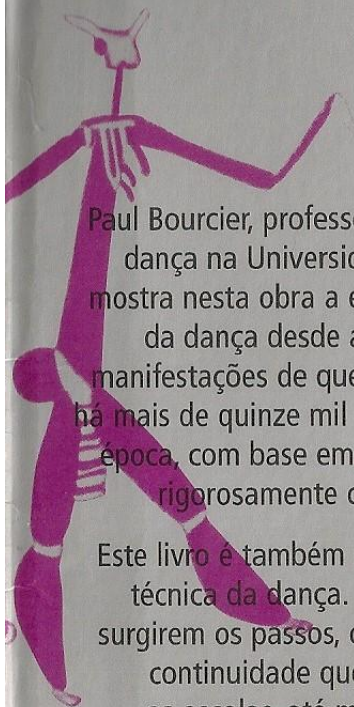 Paul Bourcier, profess
dança na Universi
mostra nesta obra a
da dança desde
manifestações de que
há mais de quinze mil
época, com base em
rigorosamente
Este livro é também
técnica da dança.
surgirem os passos,
continuidade que